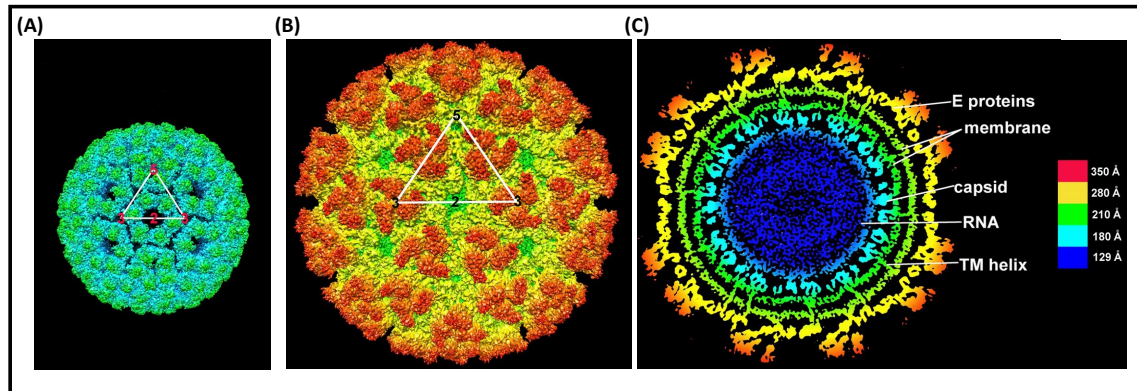 (A)
(B)
(C)
5
3 2 3
5
3 2 3
E proteins
membrane
capsid
RNA
TM helix
350 Å
280 Å
210 Å
180 Å
129 Å